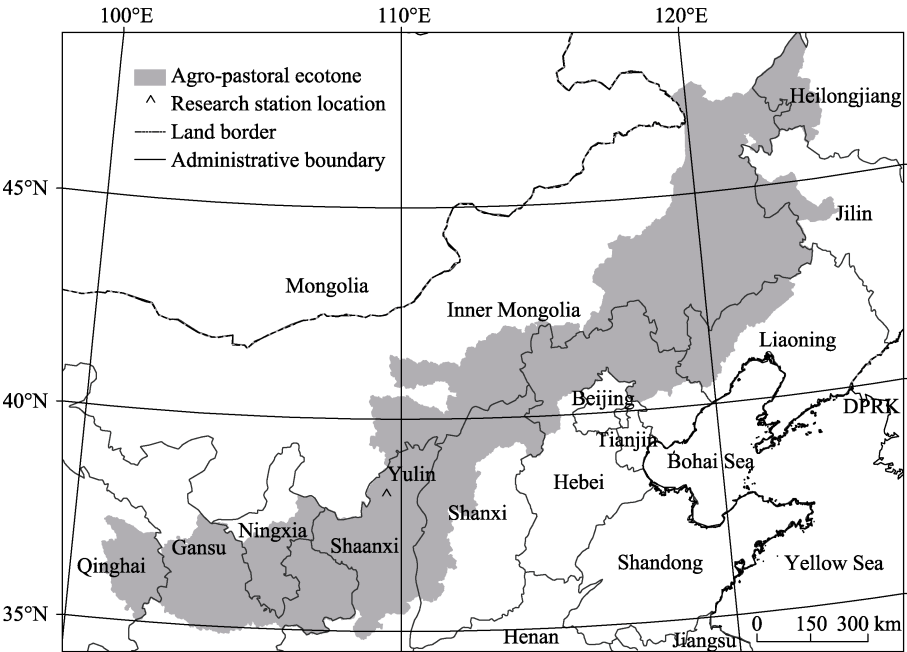 100°E 110°E 120°E
Agro-pastoral ecotone
Research station location
Land border
Administrative boundary
Heilongjiang
45°N
Jilin
Mongolia
Inner Mongolia
Liaoning
40°N
Beijing
DPRK
Tianjin
Bohai Sea
Yulin
Hebei
Shanxi
Ningxia
Gansu
Shaanxi
Qinghai
Shandong
Yellow Sea
35°N
Henan
Jiangsu
0 150 300 km